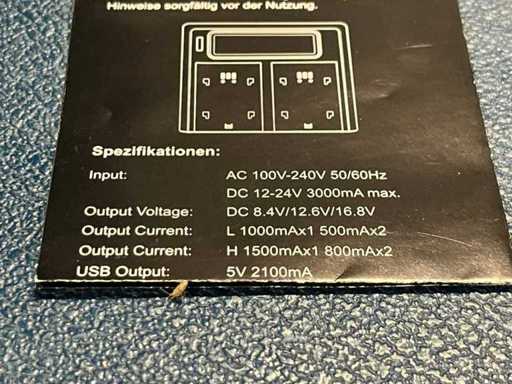 Hinweise sorgfältig vor der Nutzung.
Spezifikationen:
Input: AC 100V-240V 50/60Hz
DC 12-24V 3000mA max.
Output Voltage: DC 8.4V/12.6V/16.8V
Output Current: L 1000mAx1 500mAx2
Output Current: H 1500mAx1 800mAx2
USB Output: 5V 2100mA